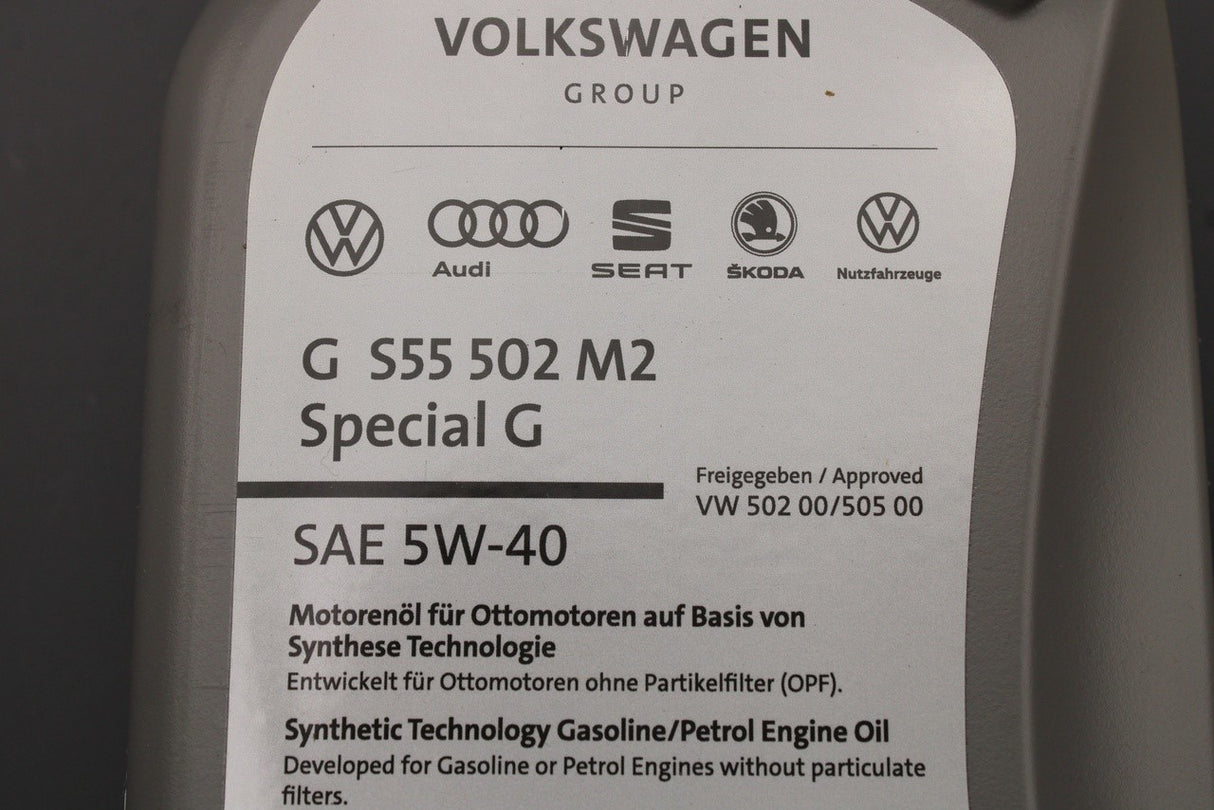 VOLKSWAGEN
GROUP
Audi SEAT ŠKODA Nutzfahrzeuge
G S55 502 M2
Special G
Freigegeben / Approved
VW 502 00/505 00
SAE 5W-40
Motorenöl für Ottomotoren auf Basis von
Synthese Technologie
Entwickelt für Ottomotoren ohne Partikelfilter (OPF).
Synthetic Technology Gasoline/Petrol Engine Oil
Developed for Gasoline or Petrol Engines without particulate
filters.